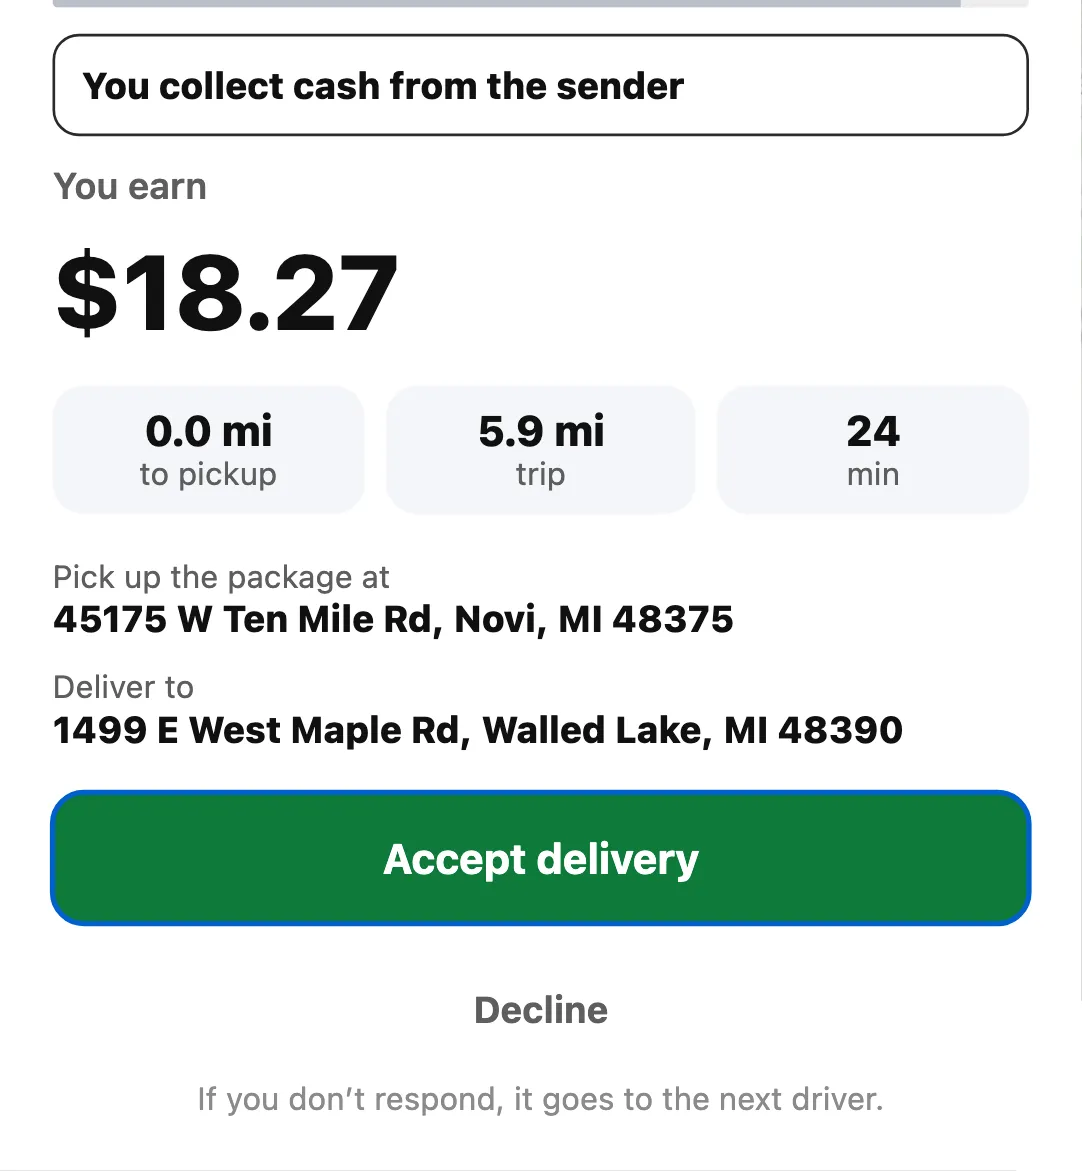 You collect cash from the sender
You earn
$18.27
0.0 mi
to pickup
5.9 mi
trip
24
min
Pick up the package at
45175 W Ten Mile Rd, Novi, MI 48375
Deliver to
1499 E West Maple Rd, Walled Lake, MI 48390
Accept delivery
Decline
If you don’t respond, it goes to the next driver.